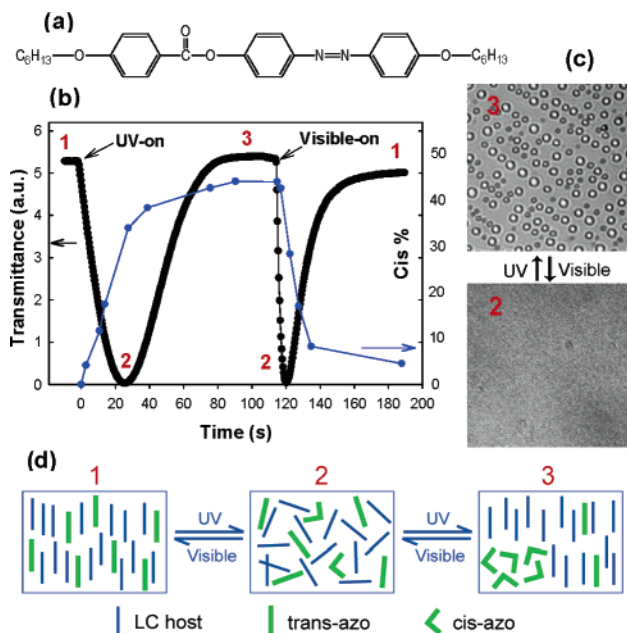 (a)
C6H13—O
C
O
O
N=N
O
C6H13
(b)
(c)
1
UV-on
3
Visible-on
1
2
2
Transmittance (a.u.)
6
5
4
3
2
1
0
50
40
30
20
10
0
Cis %
0 20 40 60 80 100 120 140 160 180 200
Time (s)
3
UV Visible
2
(d)
1 2 3
UV
Visible
UV
Visible
LC host trans-azo cis-azo